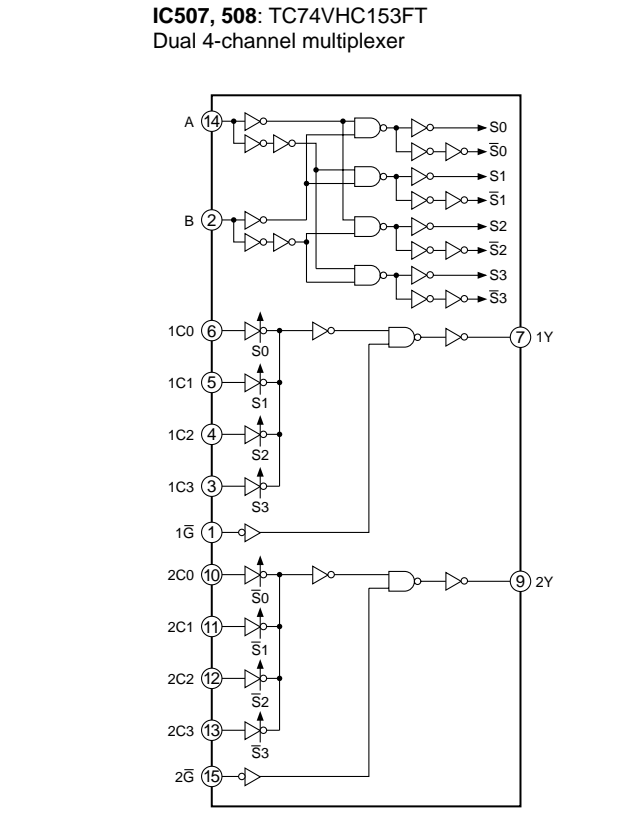 IC507, 508: TC74VHC153FT
Dual 4-channel multiplexer
A 14 S0
S̅0
S1
S̅1
B 2 S2
S̅2
S3
S̅3
1C0 6 S0 7 1Y
1C1 5 S1
1C2 4 S2
1C3 3 S3
1G̅ 1
2C0 10 S̅0 9 2Y
2C1 11 S̅1
2C2 12 S̅2
2C3 13 S̅3
2G̅ 15